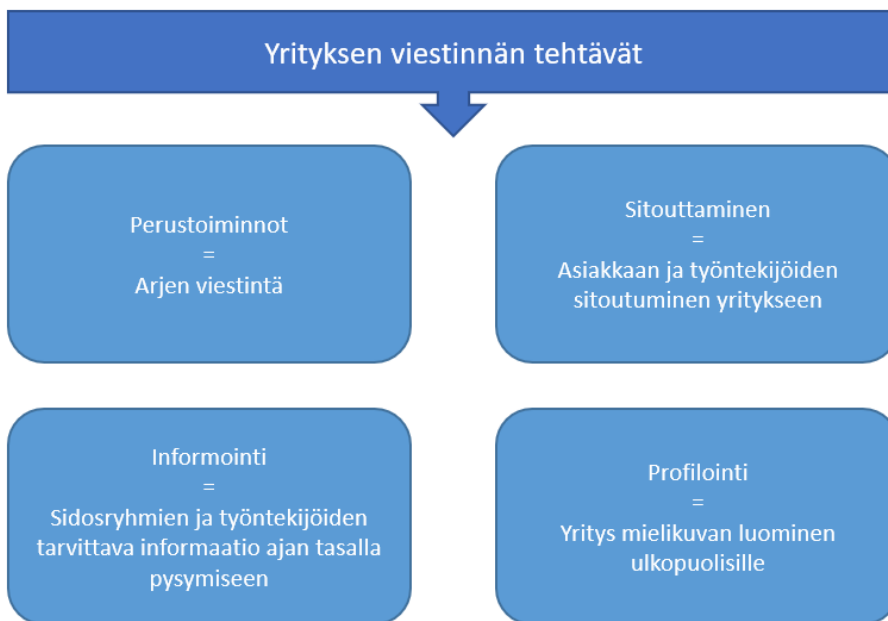 Yrityksen viestinnän tehtävät
Perustoiminnot
=
Arjen viestintä
Sitouttaminen
=
Asiakkaan ja työntekijöiden
sitoutuminen yritykseen
Informointi
=
Sidosryhmien ja työntekijöiden
tarvittava informaatio ajan tasalla
pysymiseen
Profilointi
=
Yritys mielikuvan luominen
ulkopuolisille